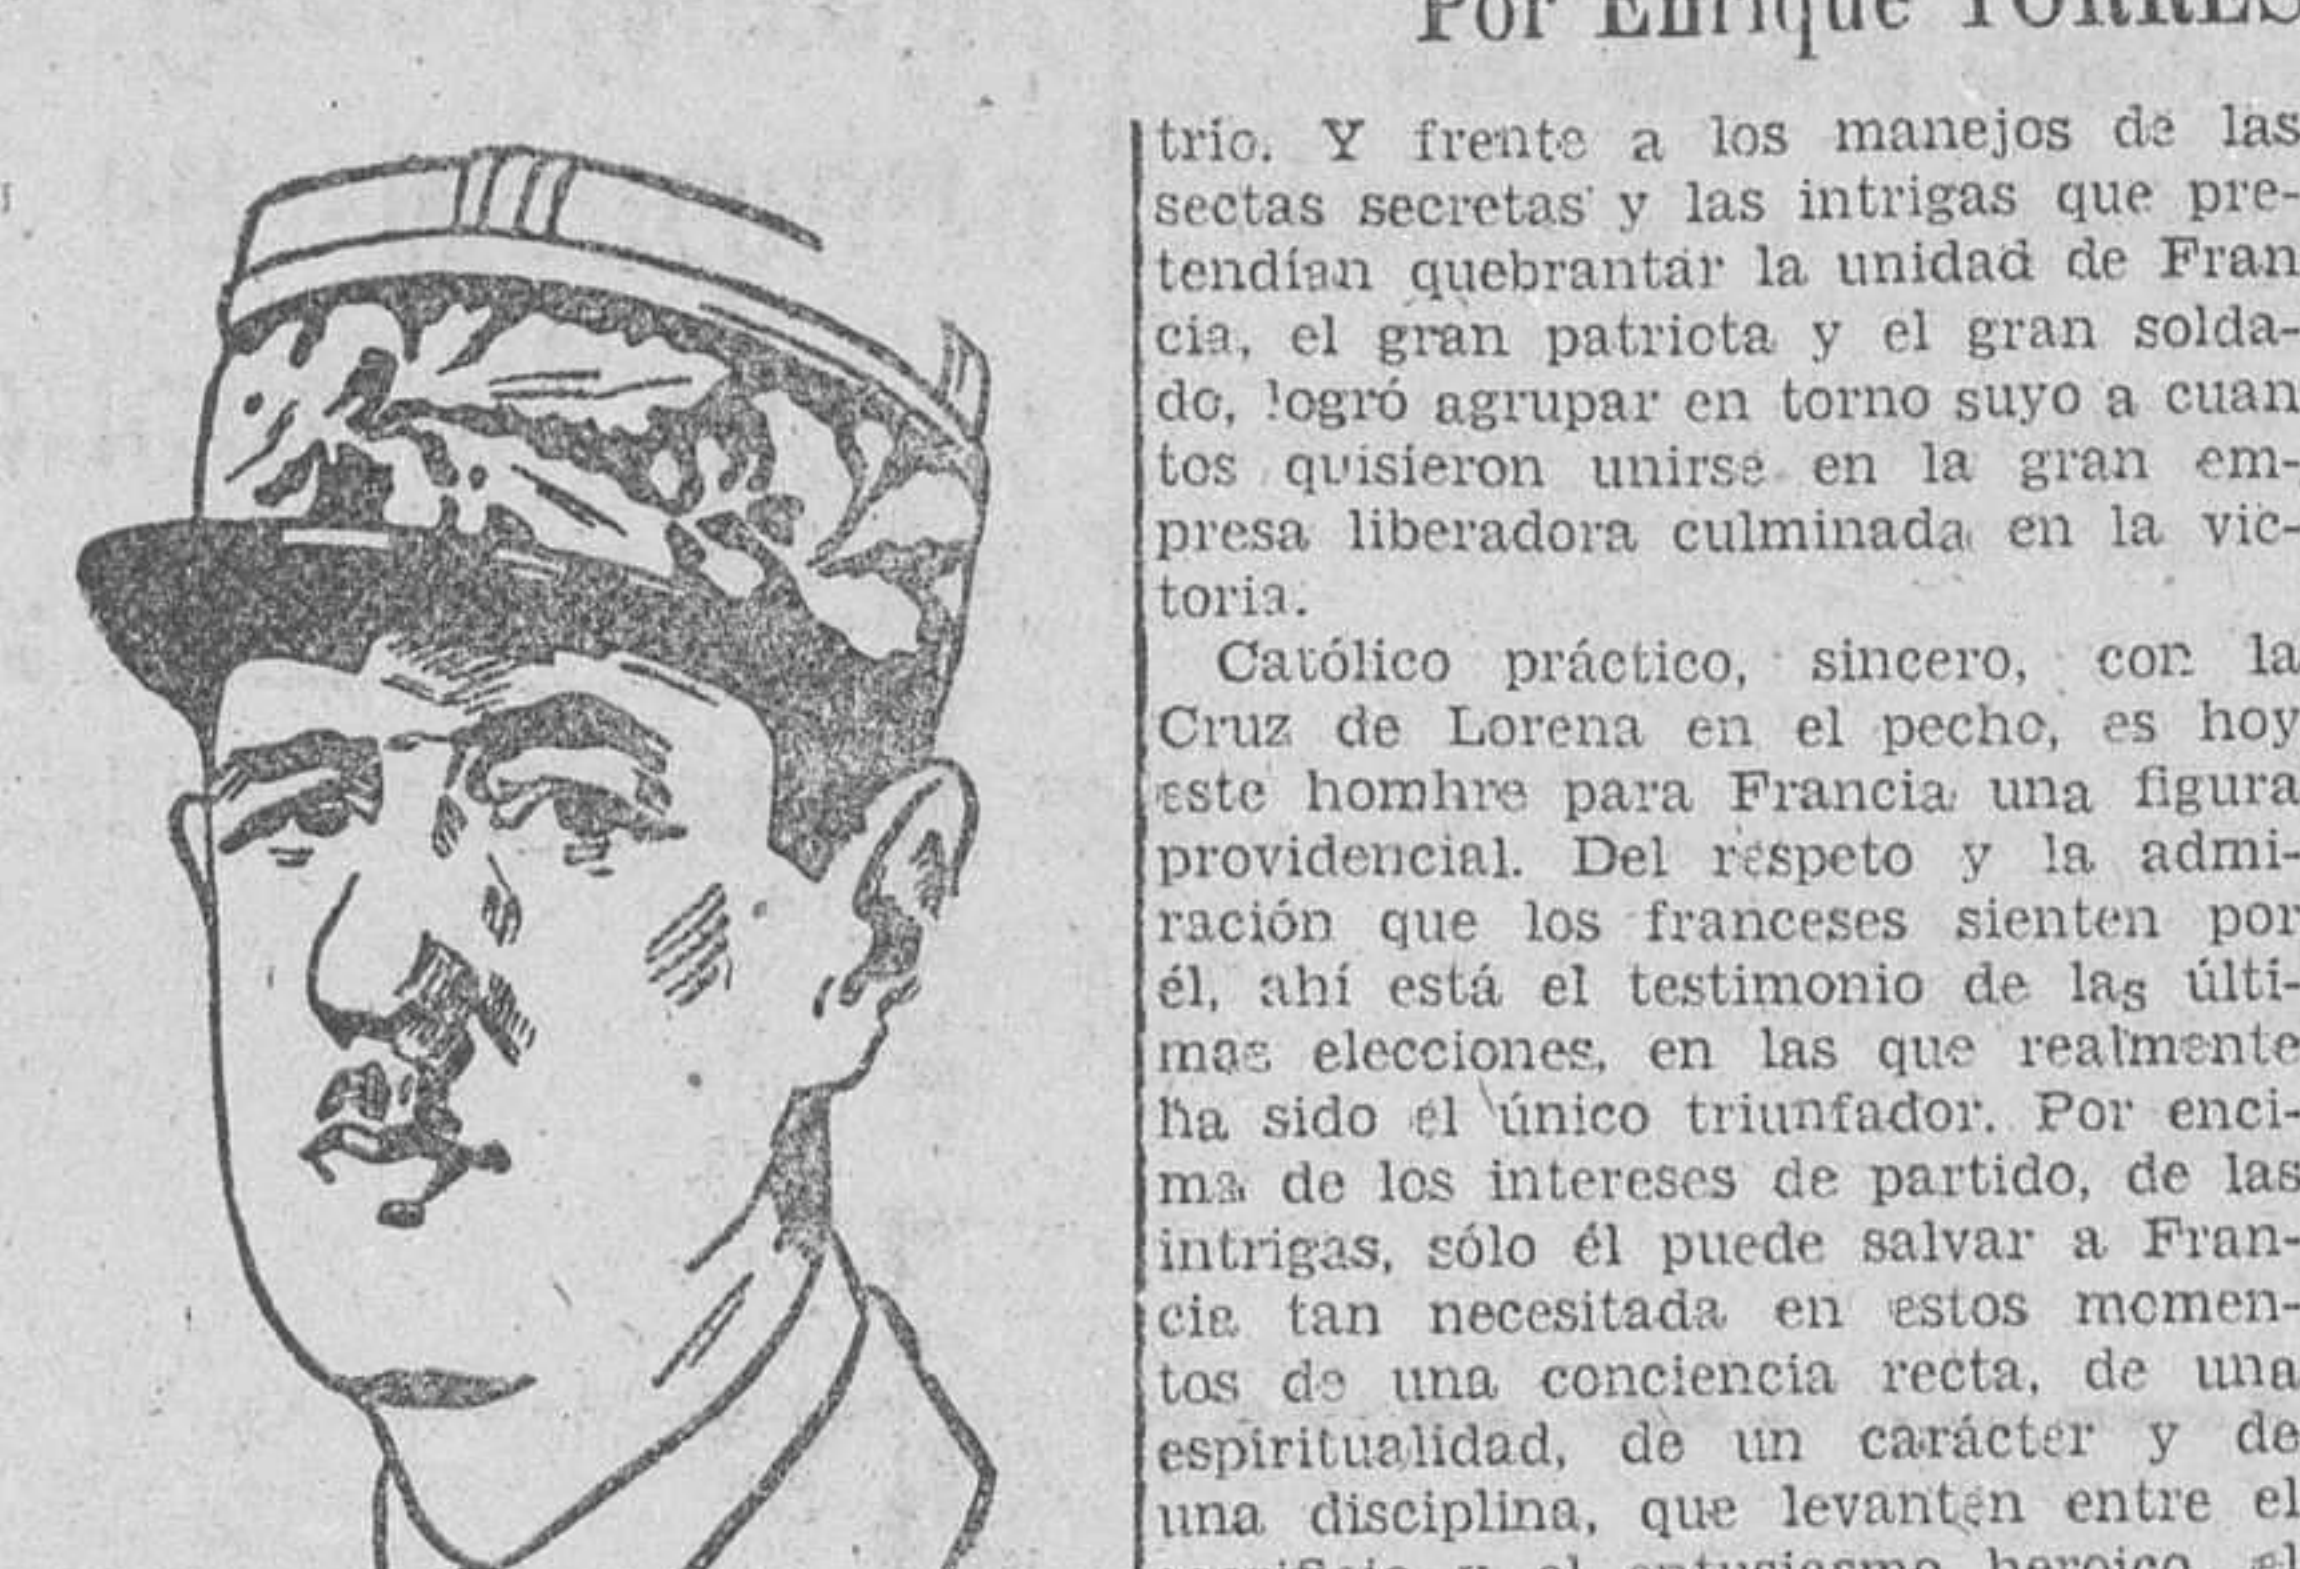 Por Enrique TORRES
trio. Y frente a los manejos de las
sectas secretas y las intrigas que pre-
tendían quebrantar la unidad de Fran
cia, el gran patriota y el gran solda-
do, logró agrupar en torno suyo a cuan
tos quisieron unirse en la gran em-
presa liberadora culminada en la vic-
toria.
Católico práctico, sincero, con la
Cruz de Lorena en el pecho, es hoy
este hombre para Francia una figura
providencial. Del respeto y la admi-
ración que los franceses sienten por
él, ahí está el testimonio de las últi-
mas elecciones, en las que realmente
ha sido el único triunfador. Por enci-
ma de los intereses de partido, de las
intrigas, sólo él puede salvar a Fran-
cia tan necesitada en estos momen-
tos de una conciencia recta, de una
espiritualidad, de un carácter y de
una disciplina, que levanten entre el
y el entusiasmo heroico, el